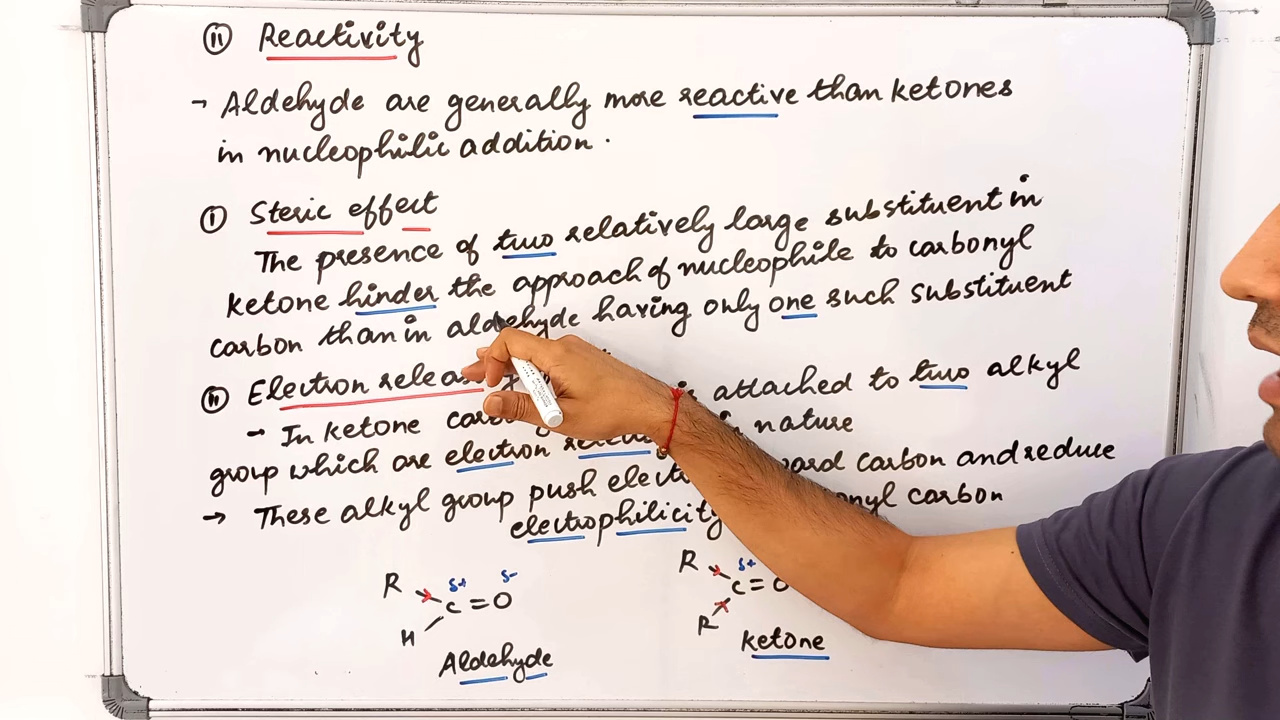 (ii) Reactivity
→ Aldehyde are generally more reactive than ketones
in nucleophilic addition.
(i) Steric effect
The presence of two relatively large substituent in
ketone hinder the approach of nucleophile to carbonyl
carbon than in aldehyde having only one such substituent
(ii) Electron
→ In ketone attached to two alkyl
group which are electron in nature
→ These alkyl group push carbon and reduce
electrophilicity carbon
R δ+ δ-
C=O
H
Aldehyde
R δ+
C=O
R
ketone